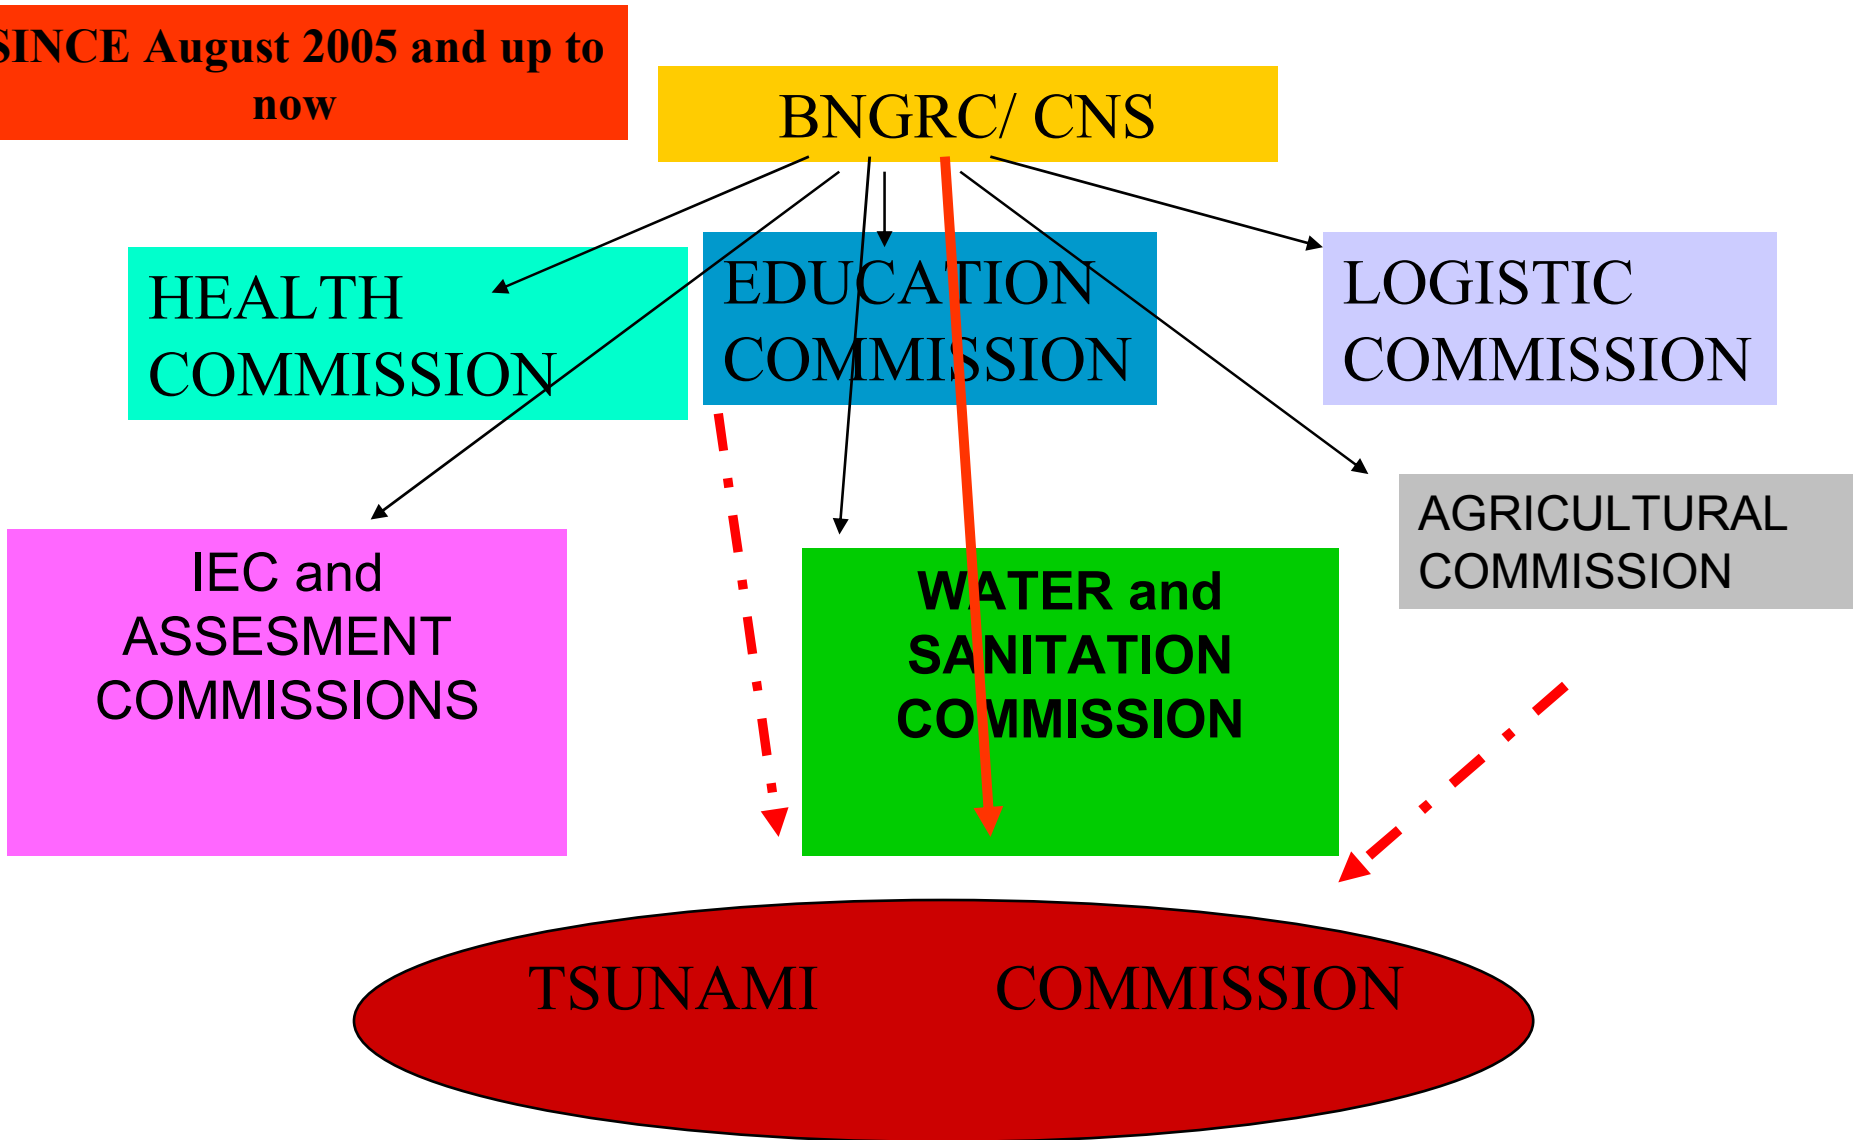 SINCE August 2005 and up to
now
BNGRC/ CNS
HEALTH
COMMISSION
EDUCATION
COMMISSION
LOGISTIC
COMMISSION
IEC and
ASSESMENT
COMMISSIONS
WATER and
SANITATION
COMMISSION
AGRICULTURAL
COMMISSION
TSUNAMI COMMISSION